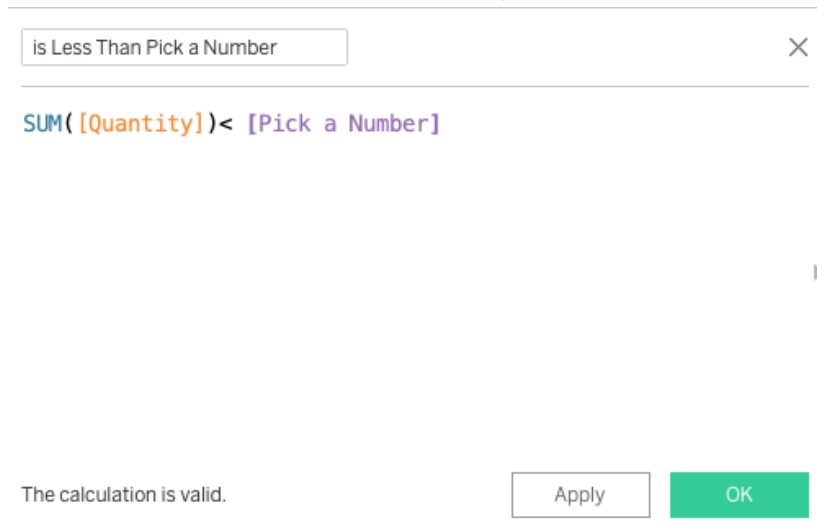 is Less Than Pick a Number
SUM([Quantity])< [Pick a Number]
The calculation is valid.
Apply
OK